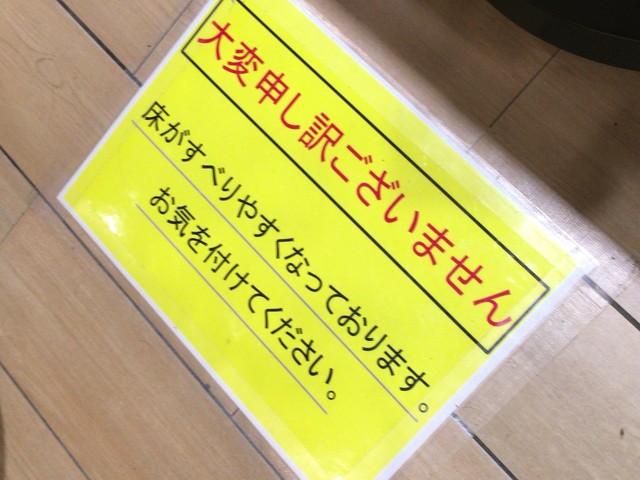 大変申し訳ございません
床がすべりやすくなっております。
お気を付けてください。